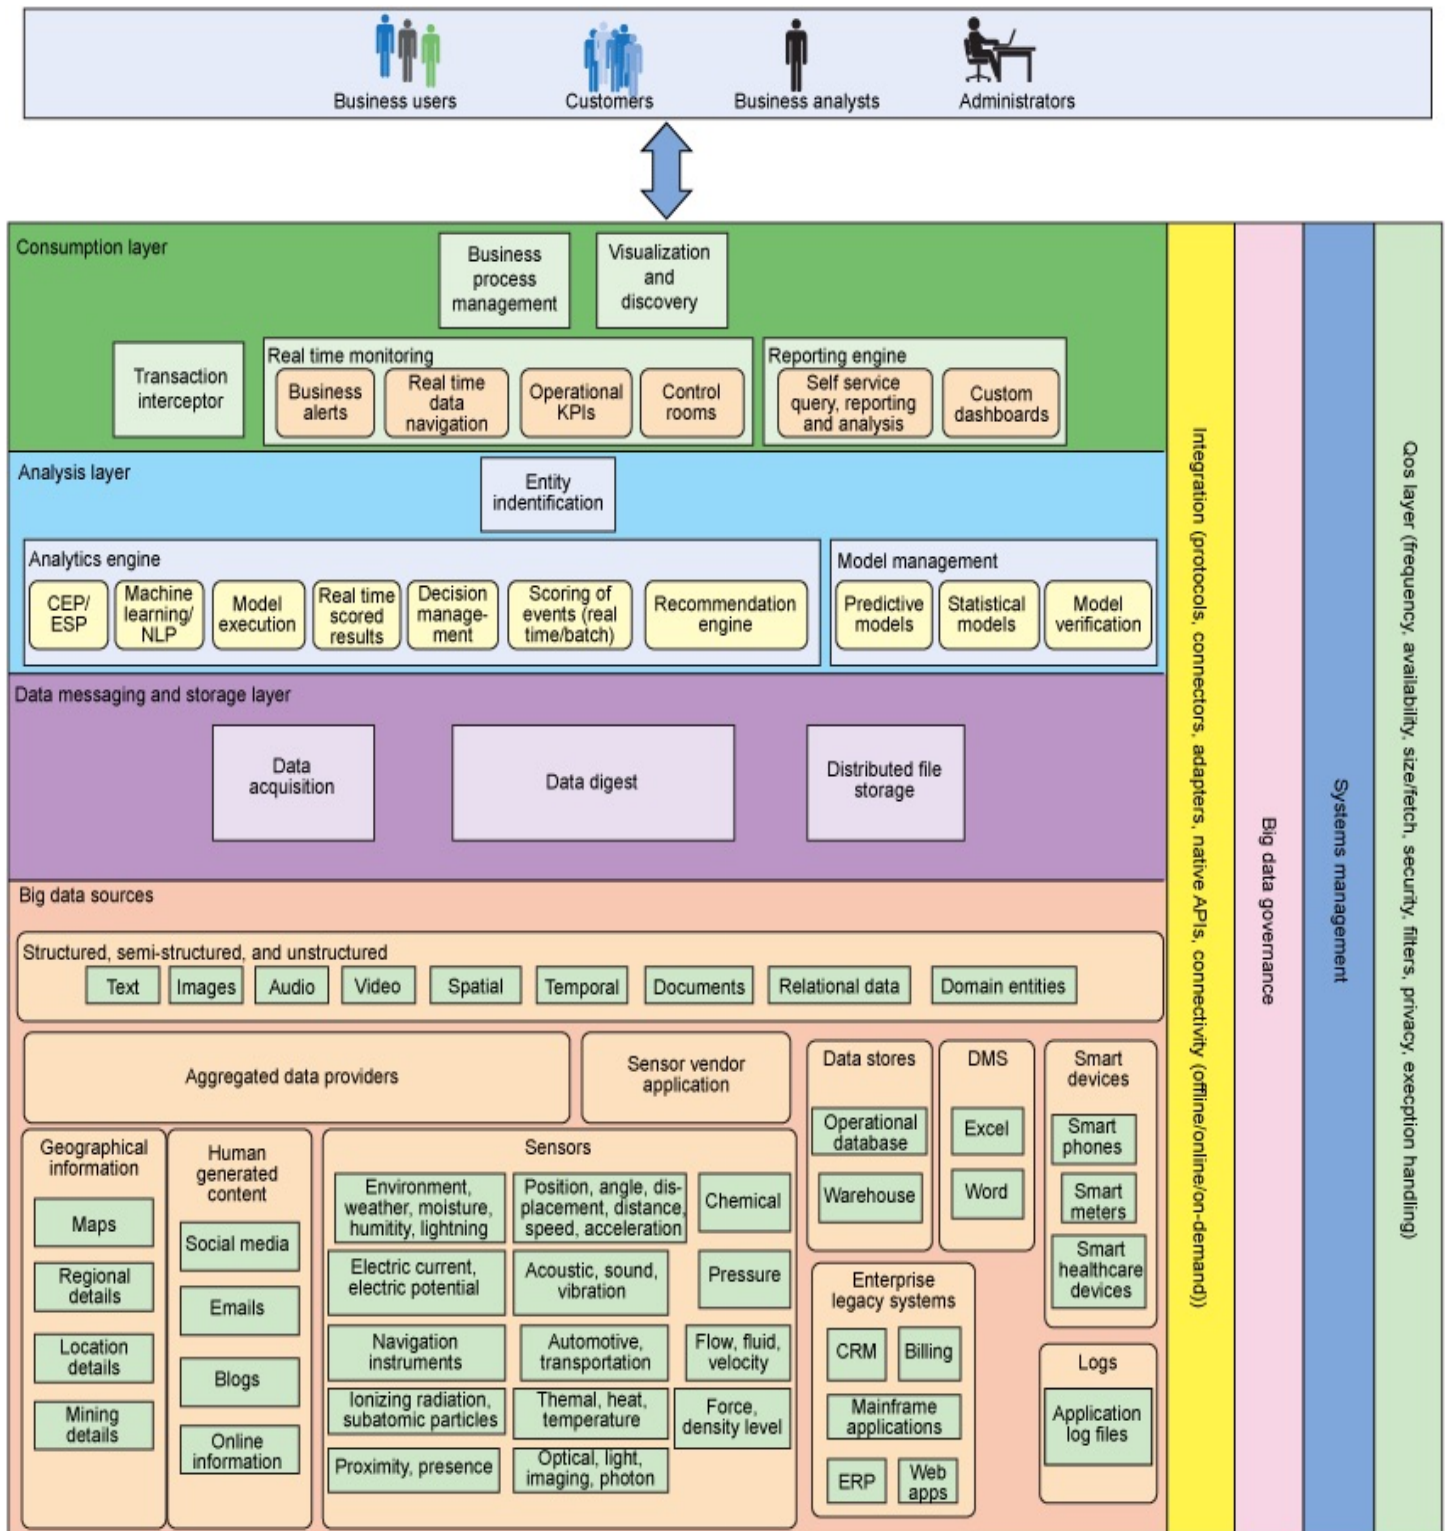 Business users
Customers
Business analysts
Administrators
Consumption layer
Business
process
management
Visualization
and
discovery
Transaction
interceptor
Real time monitoring
Business
alerts
Real time
data
navigation
Operational
KPIs
Control
rooms
Reporting engine
Self service
query, reporting
and analysis
Custom
dashboards
Analysis layer
Entity
indentification
Analytics engine
CEP/
ESP
Machine
learning/
NLP
Model
execution
Real time
scored
results
Decision
manage-
ment
Scoring of
events (real
time/batch)
Recommendation
engine
Model management
Predictive
models
Statistical
models
Model
verification
Data messaging and storage layer
Data
acquisition
Data digest
Distributed file
storage
Big data sources
Structured, semi-structured, and unstructured
Text
Images
Audio
Video
Spatial
Temporal
Documents
Relational data
Domain entities
Aggregated data providers
Sensor vendor
application
Geographical
information
Maps
Regional
details
Location
details
Mining
details
Human
generated
content
Social media
Emails
Blogs
Online
information
Sensors
Environment,
weather, moisture,
humitity, lightning
Position, angle, dis-
placement, distance,
speed, acceleration
Chemical
Electric current,
electric potential
Acoustic, sound,
vibration
Pressure
Navigation
instruments
Automotive,
transportation
Flow, fluid,
velocity
Ionizing radiation,
subatomic particles
Themal, heat,
temperature
Force,
density level
Proximity, presence
Optical, light,
imaging, photon
Data stores
Operational
database
Warehouse
DMS
Excel
Word
Smart
devices
Smart
phones
Smart
meters
Smart
healthcare
devices
Enterprise
legacy systems
CRM
Billing
Mainframe
applications
ERP
Web
apps
Logs
Application
log files
Integration (protocols, connectors, adapters, native APIs, connectivity (offline/online/on-demand))
Big data governance
Systems management
Qos layer (frequency, availability, size/fetch, security, filters, privacy, execption handling)